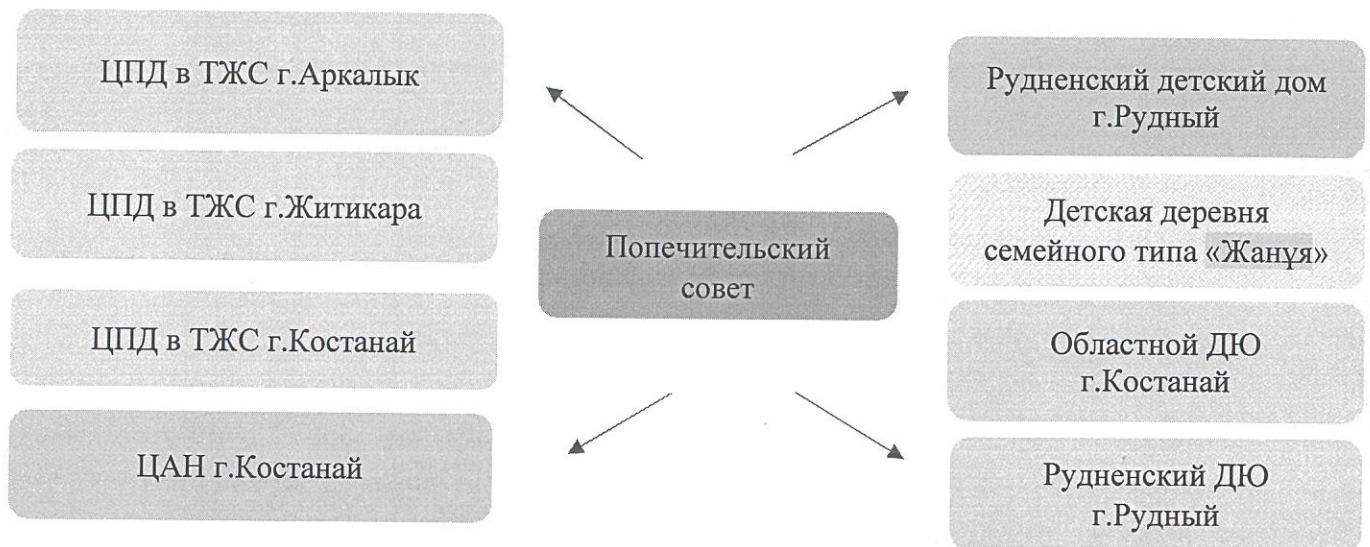 ЦПД в ТЖС г.Аркалык
ЦПД в ТЖС г.Житикара
ЦПД в ТЖС г.Костанай
ЦАН г.Костанай
Попечительский
совет
Рудненский детский дом
г.Рудный
Детская деревня
семейного типа «Жанұя»
Областной ДЮ
г.Костанай
Рудненский ДЮ
г.Рудный